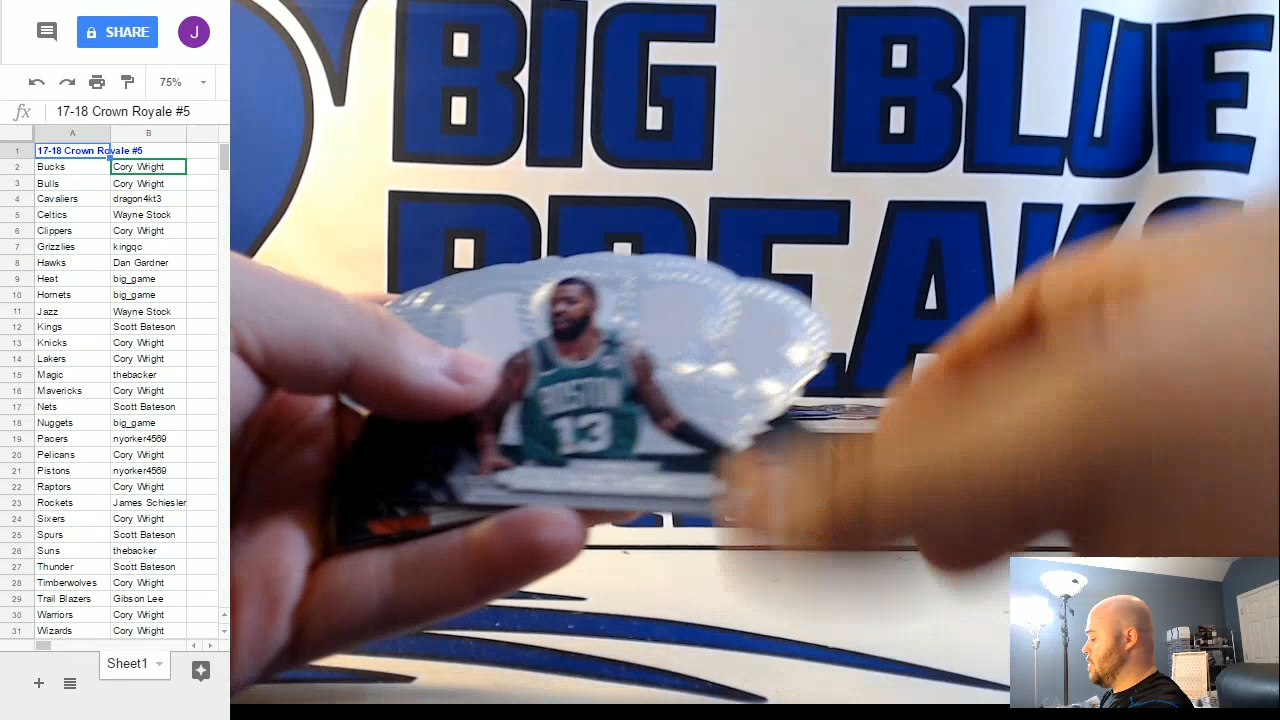 SHARE
J
75%
fx 17-18 Crown Royale #5
A B
1 17-18 Crown Royale #5
2 Bucks Cory Wright
3 Bulls Cory Wright
4 Cavaliers dragon4kt3
5 Celtics Wayne Stock
6 Clippers Cory Wright
7 Grizzlies kingqc
8 Hawks Dan Gardner
9 Heat big_game
10 Hornets big_game
11 Jazz Wayne Stock
12 Kings Scott Bateson
13 Knicks Cory Wright
14 Lakers Cory Wright
15 Magic thebacker
16 Mavericks Cory Wright
17 Nets Scott Bateson
18 Nuggets big_game
19 Pacers nyorker4569
20 Pelicans Cory Wright
21 Pistons nyorker4569
22 Raptors Cory Wright
23 Rockets James Schiesler
24 Sixers Cory Wright
25 Spurs Scott Bateson
26 Suns thebacker
27 Thunder Scott Bateson
28 Timberwolves Cory Wright
29 Trail Blazers Gibson Lee
30 Warriors Cory Wright
31 Wizards Cory Wright
Sheet1
BIG BLUE
BREAKS
BOSTON
13